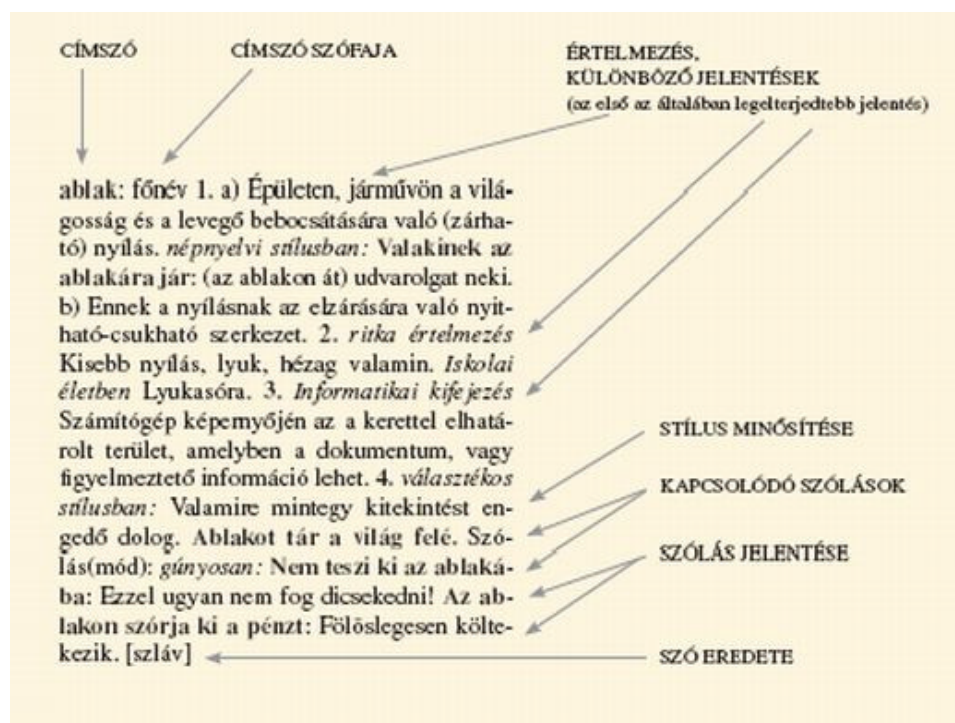 CÍMSZÓ
CÍMSZÓ SZÓFAJA
ÉRTELMEZÉS,
KÜLÖNBÖZŐ JELENTÉSEK
(az első az általában legelterjedtebb jelentés)
ablak: főnév 1. a) Épületen, járművön a vilá-
gosság és a levegő bebocsátására való (zárha-
tó) nyílás. népnyelvi stílusban: Valakinek az
ablakára jár: (az ablakon át) udvarolgat neki.
b) Ennek a nyílásnak az elzárására való nyit-
ható-csukható szerkezet. 2. ritka értelmezés
Kisebb nyílás, lyuk, hézag valamin. Iskolai
életben Lyukasóra. 3. Informatikai kifejezés
Számítógép képernyőjén az a kerettel elhatá-
rolt terület, amelyben a dokumentum, vagy
figyelmeztető információ lehet. 4. választékos
stílusban: Valamire mintegy kitekintést en-
gedő dolog. Ablakot tár a világ felé. Szó-
lás(mód): gúnyosan: Nem teszi ki az ablaká-
ba: Ezzel ugyan nem fog dicsekedni! Az ab-
lakon szórja ki a pénzt: Fölöslegesen költe-
kezik. [szláv]
STÍLUS MINŐSÍTÉSE
KAPCSOLÓDÓ SZÓLÁSOK
SZÓLÁS JELENTÉSE
SZÓ EREDETE